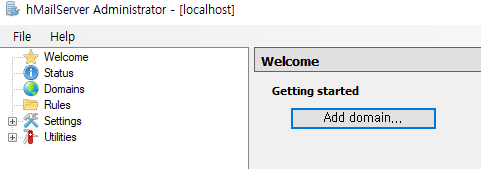 hMailServer Administrator - [localhost]
File Help
Welcome
Status
Domains
Rules
Settings
Utilities
Welcome
Getting started
Add domain...